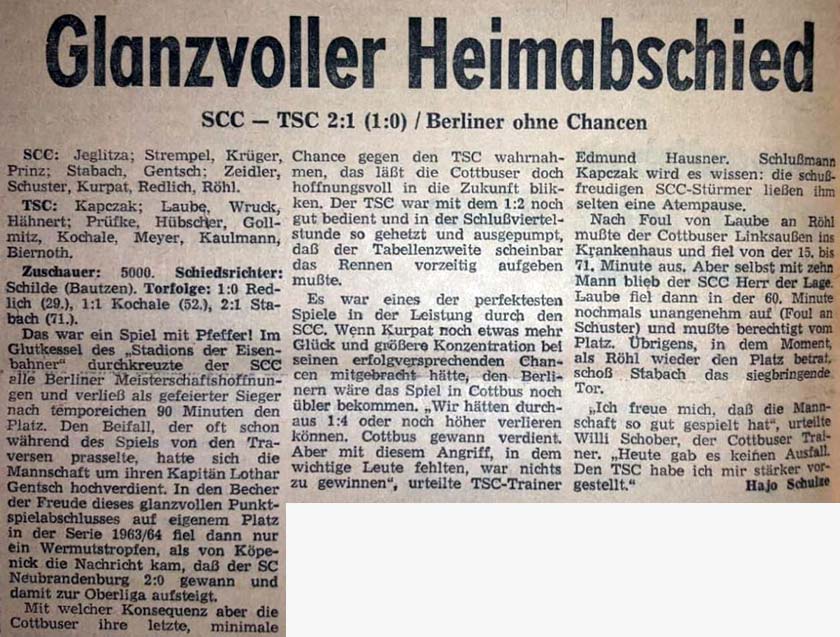 Glanzvoller Heimabschied
SCC — TSC 2:1 (1:0) / Berliner ohne Chancen
SCC: Jeglitza; Strempel, Krüger,
Prinz; Stabach, Gentsch; Zeidler,
Schuster, Kurpat, Redlich, Röhl.
TSC: Kapczak; Laube, Wruck,
Hähnert; Prüfke, Hübscher, Goll-
mitz, Kochale, Meyer, Kaulmann,
Biernoth.
Zuschauer: 5000. Schiedsrichter:
Schilde (Bautzen). Torfolge: 1:0 Red-
lich (29.), 1:1 Kochale (52.), 2:1 Sta-
bach (71.).
Das war ein Spiel mit Pfeffer! Im
Glutkessel des „Stadions der Eisen-
bahner" durchkreuzte der SCC
alle Berliner Meisterschaftshoffnun-
gen und verließ als gefeierter Sieger
nach temporeichen 90 Minuten den
Platz. Den Beifall, der oft schon
während des Spiels von den Tra-
versen prasselte, hatte sich die
Mannschaft um ihren Kapitän Lothar
Gentsch hochverdient. In den Becher
der Freude dieses glanzvollen Punkt-
spielabschlusses auf eigenem Platz
in der Serie 1963/64 fiel dann nur
ein Wermutstropfen, als von Köpe-
nick die Nachricht kam, daß der SC
Neubrandenburg 2:0 gewann und
damit zur Oberliga aufsteigt.
Mit welcher Konsequenz aber die
Cottbuser ihre letzte, minimale
Chance gegen den TSC wahrnah-
men, das läßt die Cottbuser doch
hoffnungsvoll in die Zukunft blik-
ken. Der TSC war mit dem 1:2 noch
gut bedient und in der Schlußviertel-
stunde so gehetzt und ausgepumpt,
daß der Tabellenzweite scheinbar
das Rennen vorzeitig aufgeben
mußte.
Es war eines der perfektesten
Spiele in der Leistung durch den
SCC. Wenn Kurpat noch etwas mehr
Glück und größere Konzentration bei
seinen erfolgversprechenden Chan-
cen mitgebracht hätte, den Berli-
nern wäre das Spiel in Cottbus noch
übler bekommen. „Wir hätten durch-
aus 1:4 oder noch höher verlieren
können. Cottbus gewann verdient.
Aber mit diesem Angriff, in dem
wichtige Leute fehlten, war nichts
zu gewinnen", urteilte TSC-Trainer
Edmund Hausner. Schlußmann
Kapczak wird es wissen: die schuß-
freudigen SCC-Stürmer ließen ihm
selten eine Atempause.
Nach Foul von Laube an Röhl
mußte der Cottbuser Linksaußen ins
Krankenhaus und fiel von der 15. bis
71. Minute aus. Aber selbst mit zehn
Mann blieb der SCC Herr der Lage.
Laube fiel dann in der 60. Minute
nochmals unangenehm auf (Foul an
Schuster) und mußte berechtigt vom
Platz. Übrigens, in dem Moment,
als Röhl wieder den Platz betrat,
schoß Stabach das siegbringende
Tor.
„Ich freue mich, daß die Mann-
schaft so gut gespielt hat", urteilte
Willi Schober, der Cottbuser Trai-
ner. „Heute gab es keinen Ausfall.
Den TSC habe ich mir stärker vor-
gestellt." Hajo Schulze